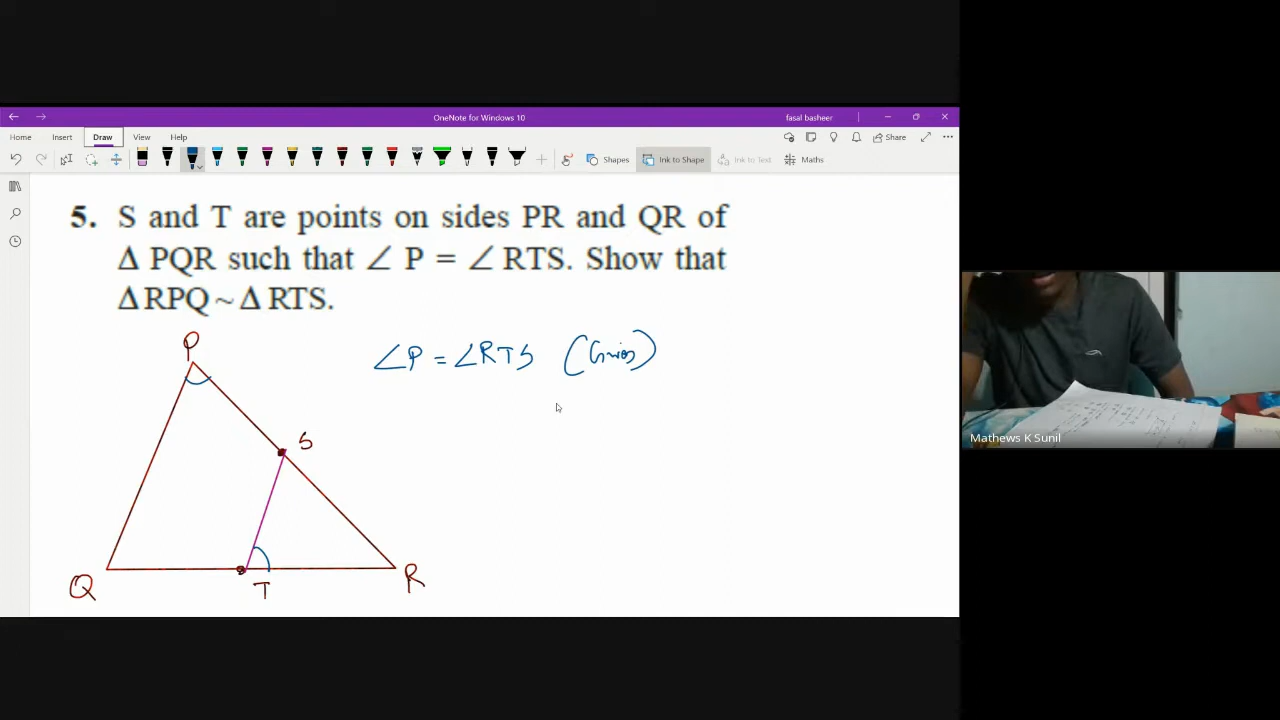 OneNote for Windows 10
fasal basheer
Home Insert Draw View Help
Share
Shapes Ink to Shape Ink to Text Maths
5. S and T are points on sides PR and QR of
Δ PQR such that ∠ P = ∠ RTS. Show that
Δ RPQ ~ Δ RTS.
P
∠P = ∠RTS (Given)
S
Mathews K Sunil
Q T R